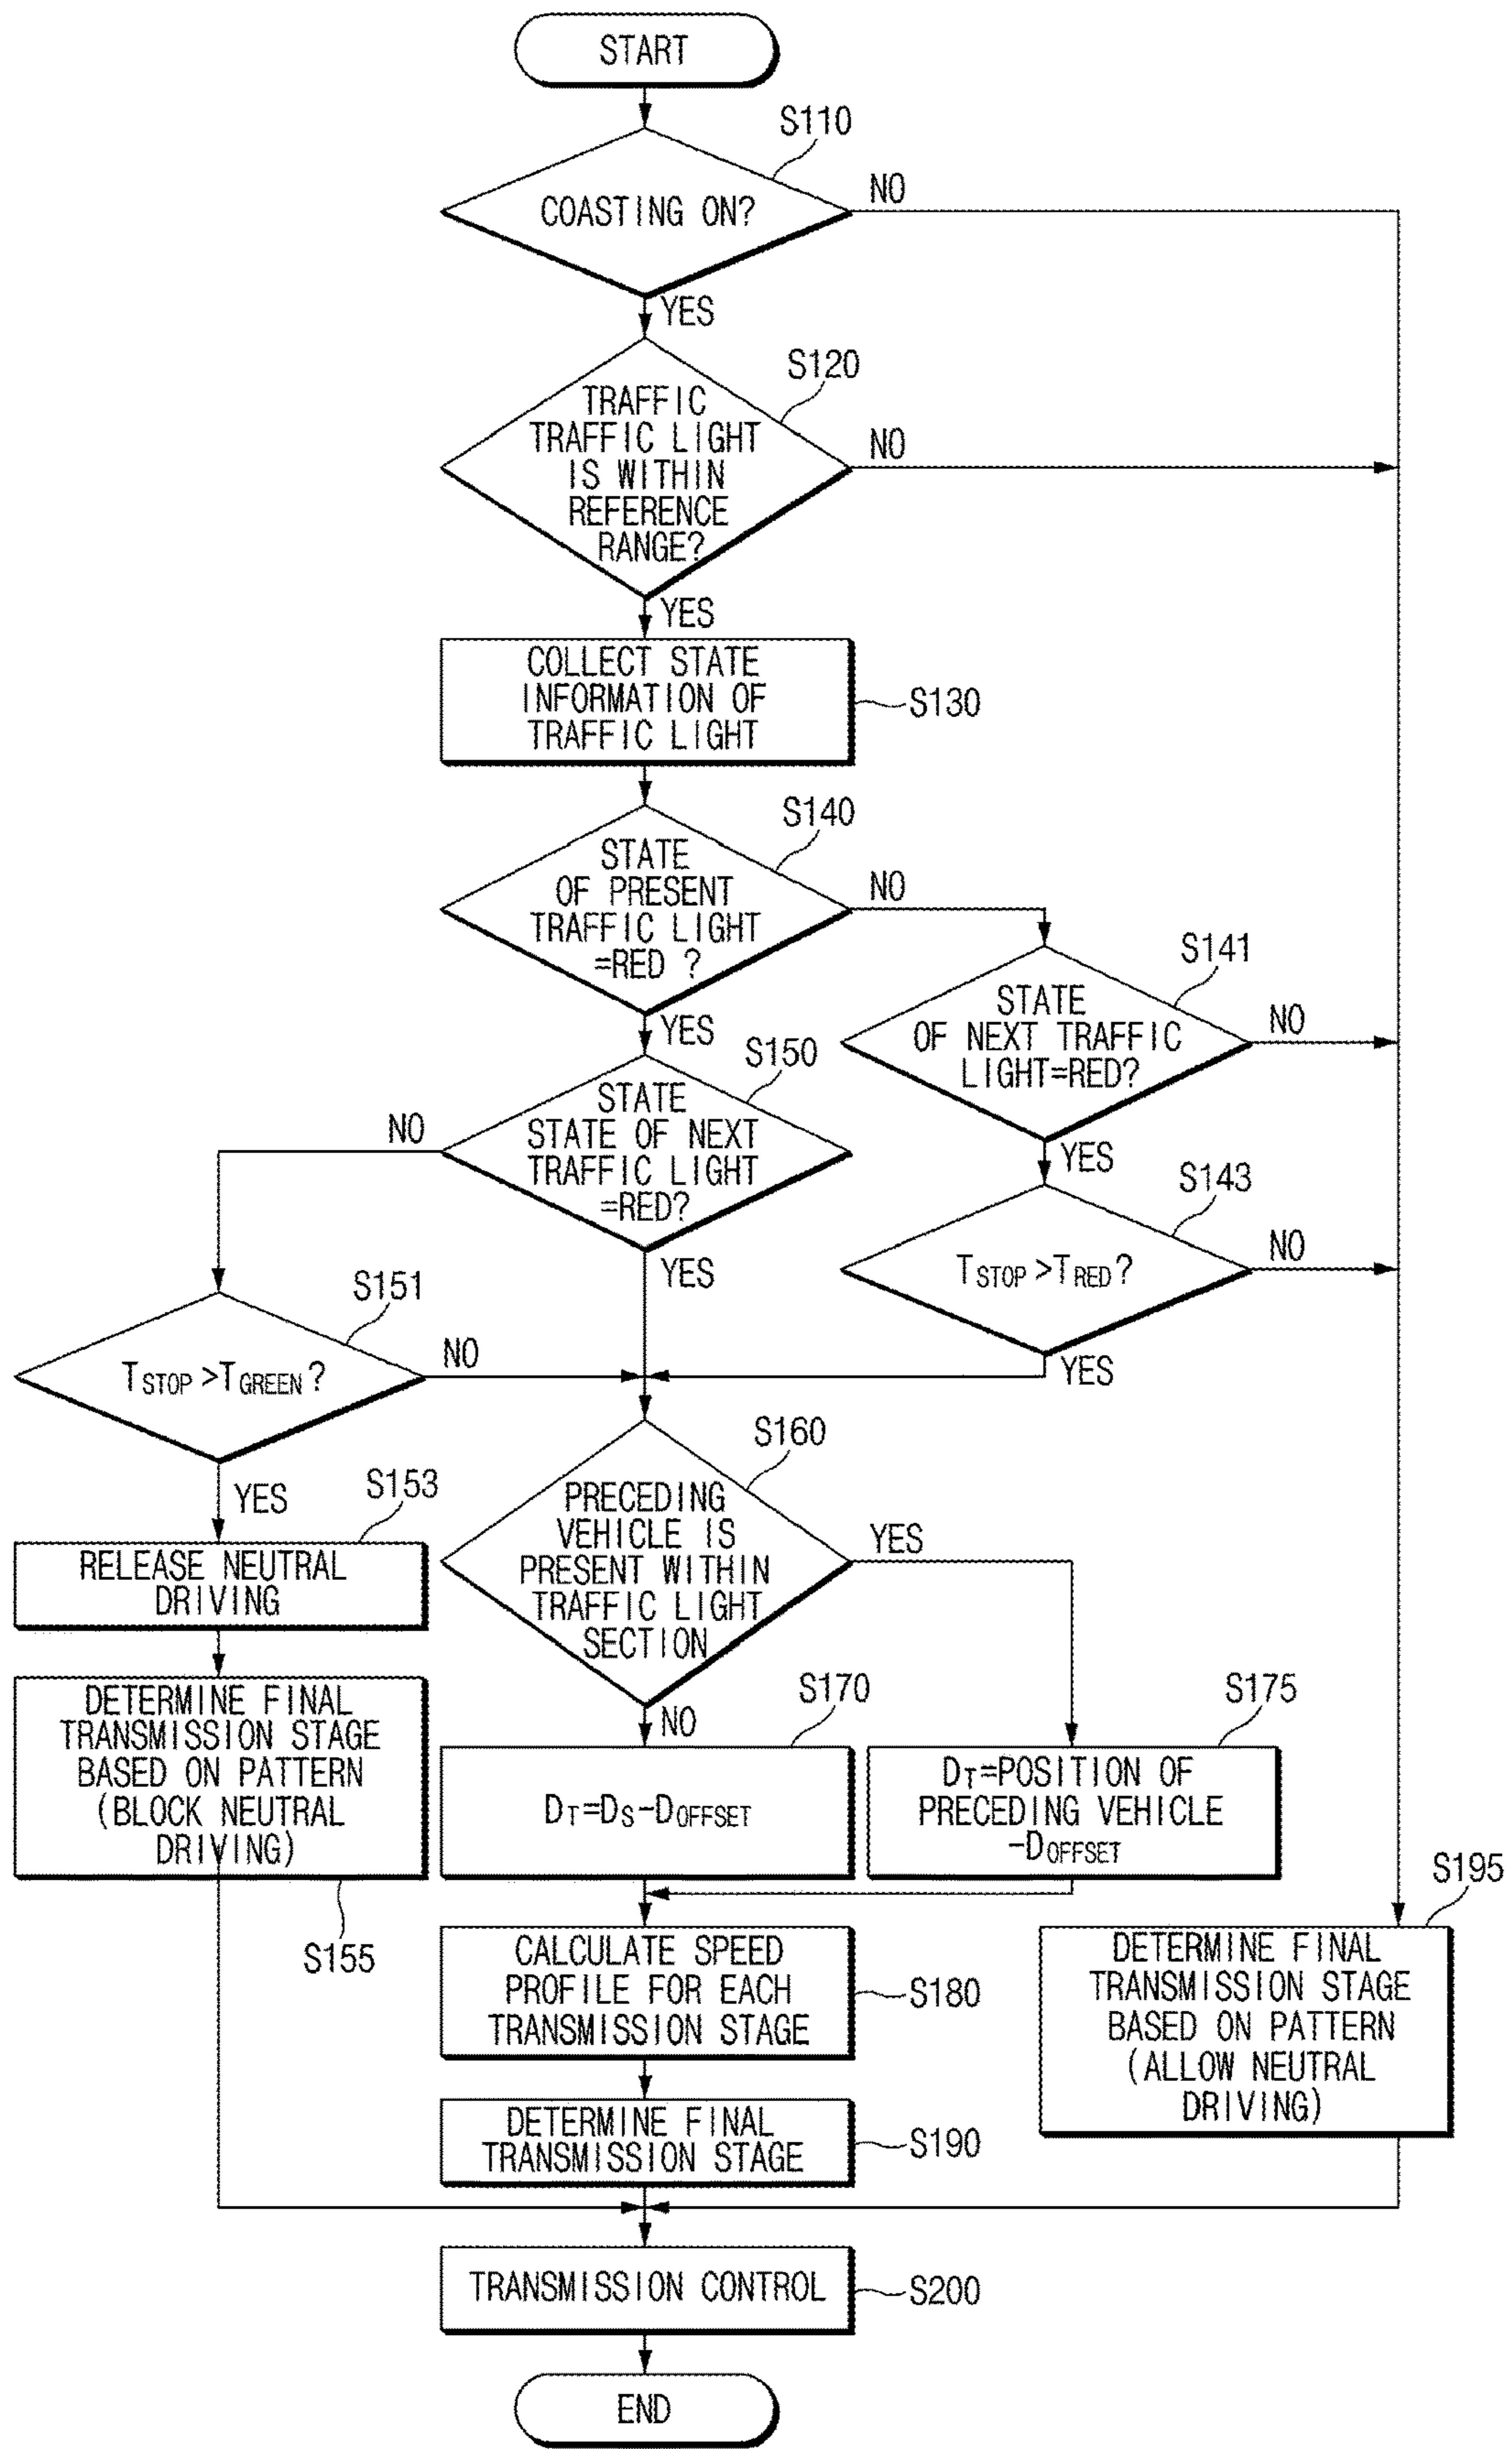 START
S110
COASTING ON?
NO
YES
S120
TRAFFIC
TRAFFIC LIGHT
IS WITHIN
REFERENCE
RANGE?
NO
YES
COLLECT STATE
INFORMATION OF
TRAFFIC LIGHT
S130
S140
STATE
OF PRESENT
TRAFFIC LIGHT
=RED ?
NO
YES
S141
STATE
OF NEXT TRAFFIC
LIGHT=RED?
NO
YES
S150
STATE
STATE OF NEXT
TRAFFIC LIGHT
=RED?
NO
YES
S143
TSTOP>TRED?
NO
YES
S151
TSTOP>TGREEN?
NO
YES
S160
PRECEDING
VEHICLE IS
PRESENT WITHIN
TRAFFIC LIGHT
SECTION
YES
NO
S153
RELEASE NEUTRAL
DRIVING
DETERMINE FINAL
TRANSMISSION STAGE
BASED ON PATTERN
(BLOCK NEUTRAL
DRIVING)
S155
S170
DT=DS-DOFFSET
S175
DT=POSITION OF
PRECEDING VEHICLE
-DOFFSET
CALCULATE SPEED
PROFILE FOR EACH
TRANSMISSION STAGE
S180
S195
DETERMINE FINAL
TRANSMISSION STAGE
BASED ON PATTERN
(ALLOW NEUTRAL
DRIVING)
DETERMINE FINAL
TRANSMISSION STAGE
S190
TRANSMISSION CONTROL
S200
END